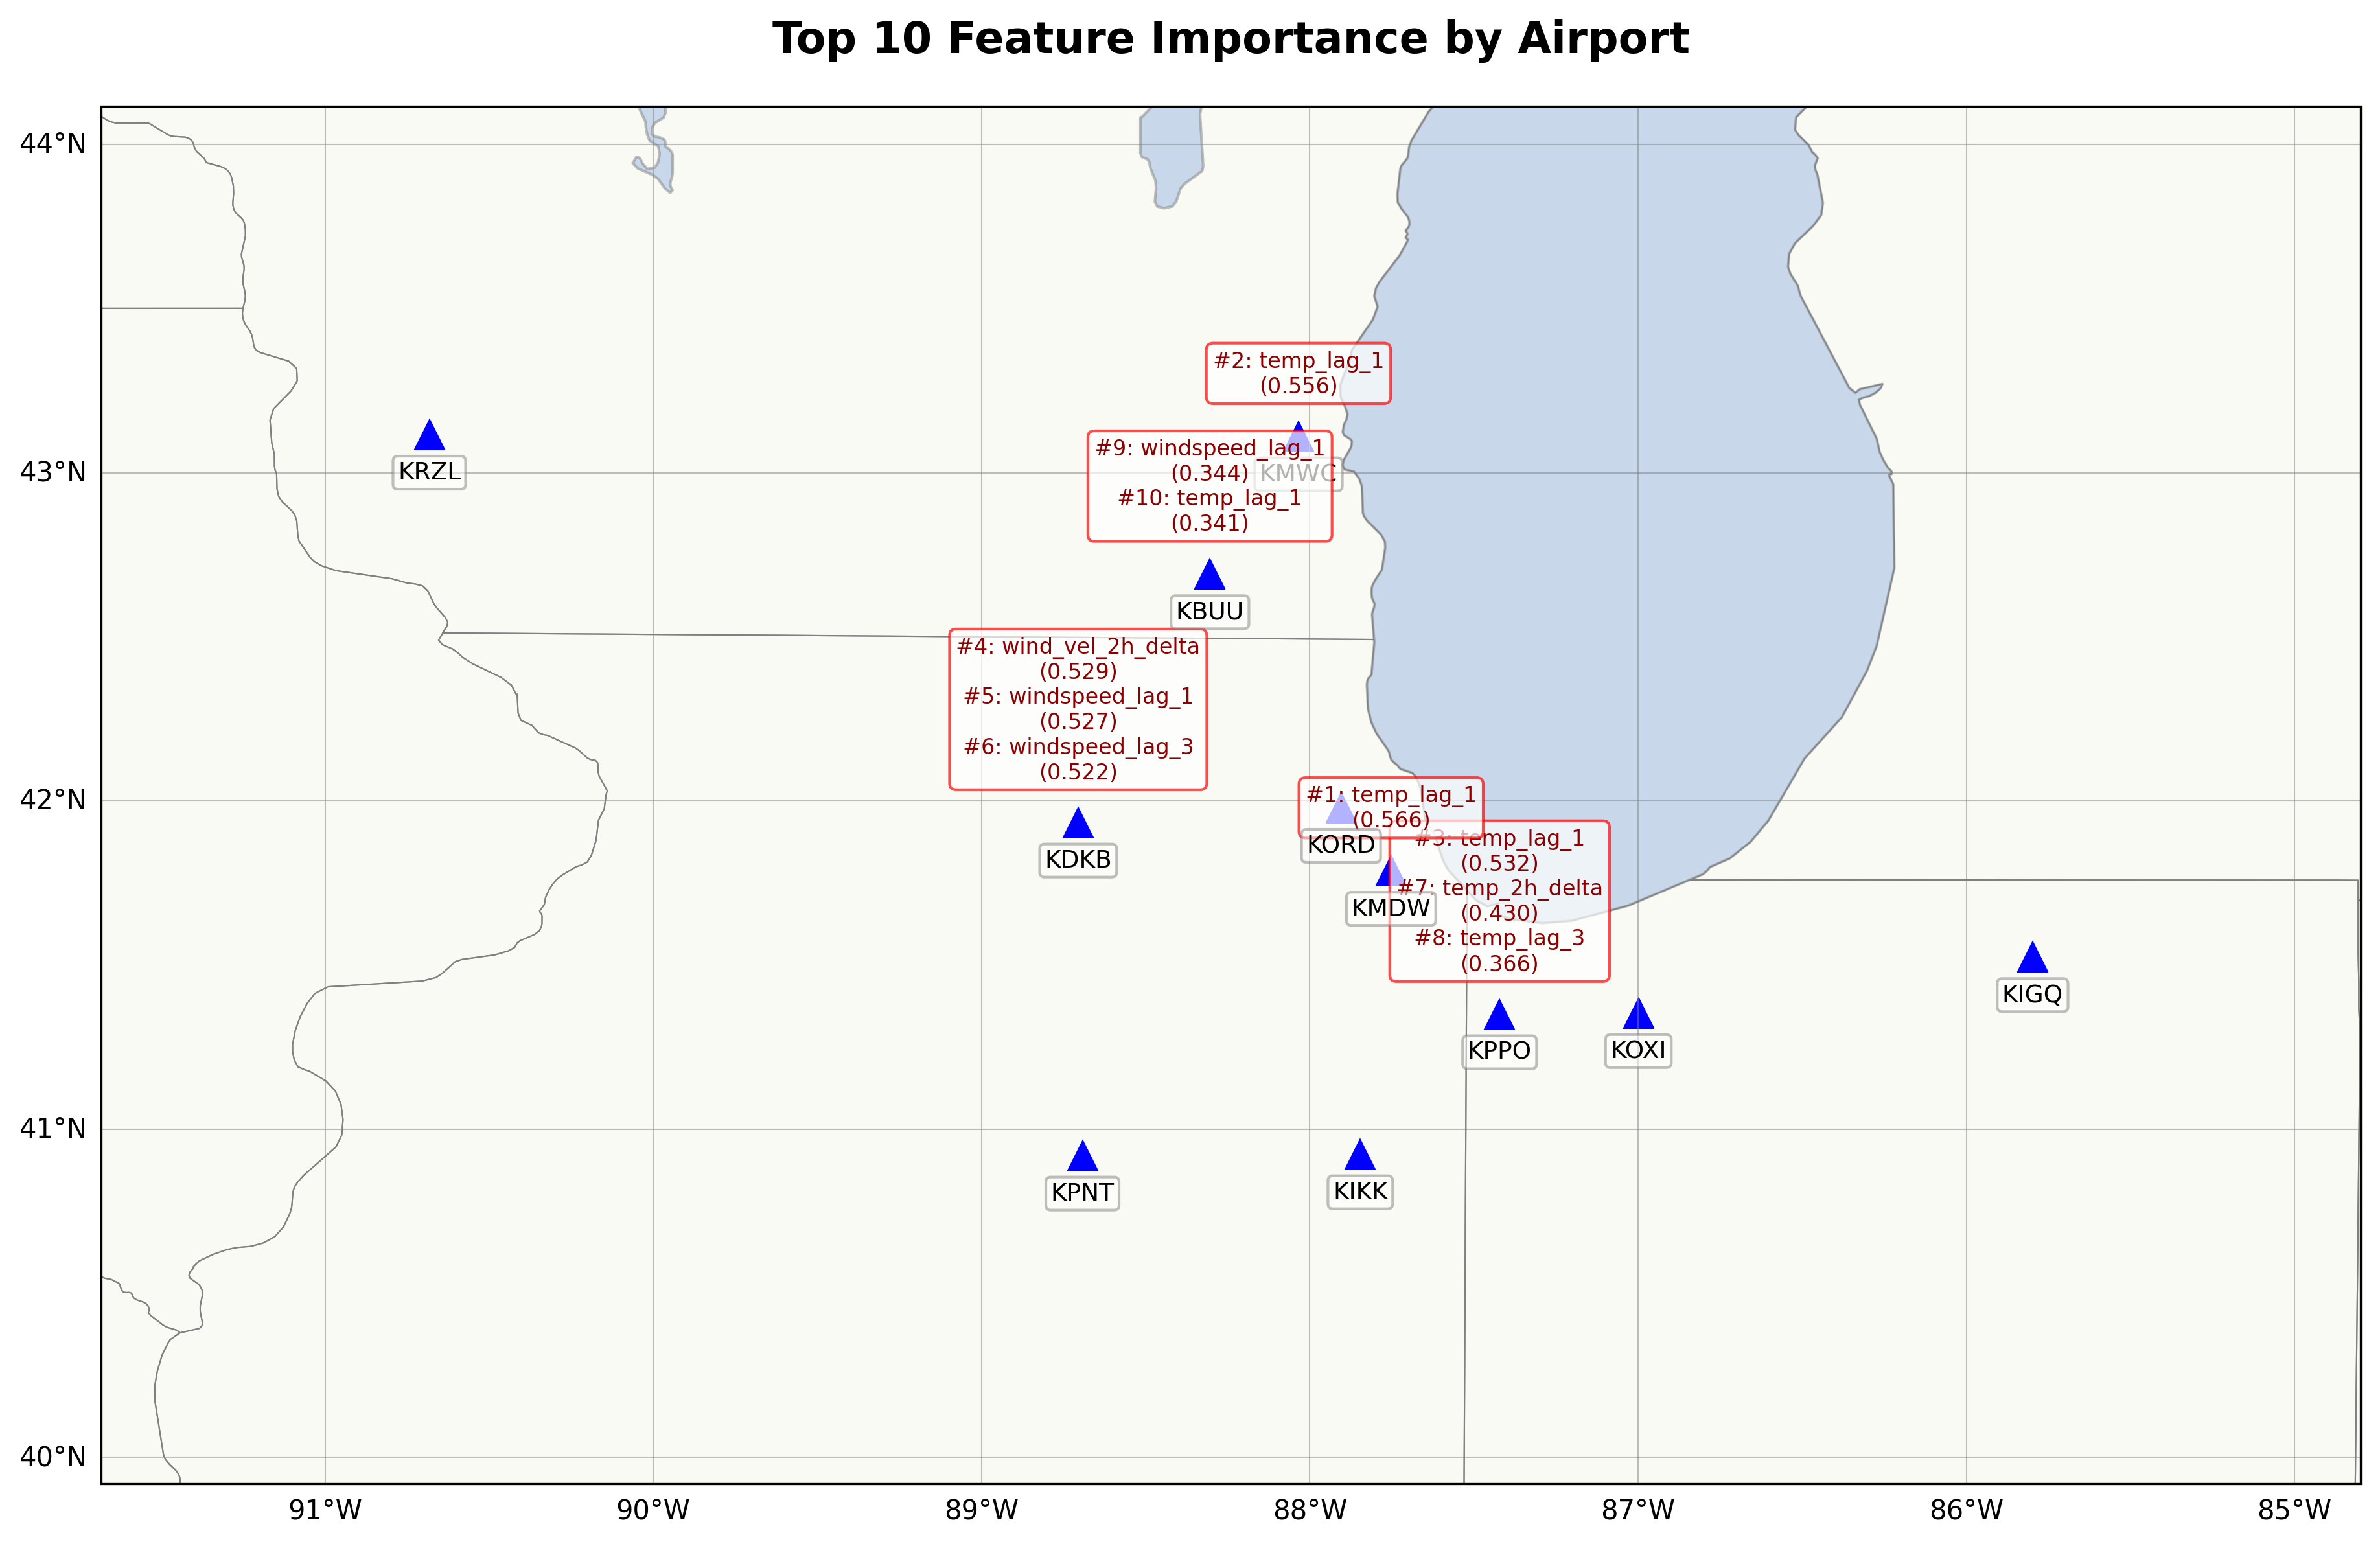 Top 10 Feature Importance by Airport
44°N
43°N
42°N
41°N
40°N
#2: temp_lag_1
(0.556)
KRZL
KMWC
#9: windspeed_lag_1
(0.344)
#10: temp_lag_1
(0.341)
KBUU
#4: wind_vel_2h_delta
(0.529)
#5: windspeed_lag_1
(0.527)
#6: windspeed_lag_3
(0.522)
KDKB
#1: temp_lag_1
(0.566)
KORD
#3: temp_lag_1
(0.532)
#7: temp_2h_delta
(0.430)
#8: temp_lag_3
(0.366)
KMDW
KIGQ
KPPO
KOXI
KPNT
KIKK
91°W
90°W
89°W
88°W
87°W
86°W
85°W